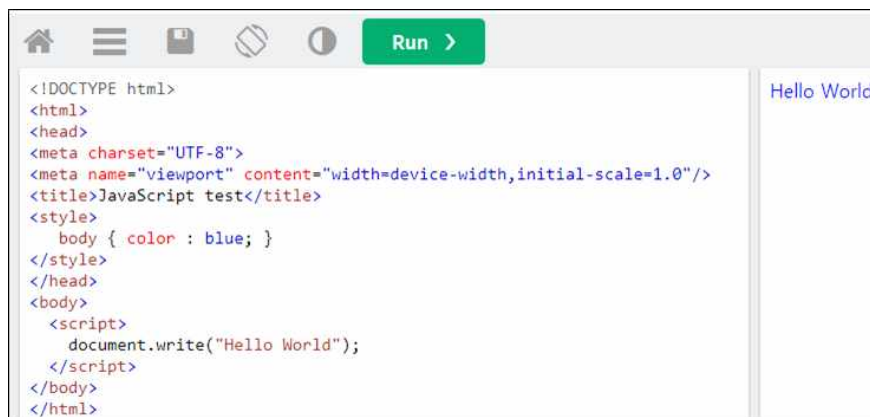 Run ❯
<!DOCTYPE html>
<html>
<head>
<meta charset="UTF-8">
<meta name="viewport" content="width=device-width,initial-scale=1.0"/>
<title>JavaScript test</title>
<style>
   body { color : blue; }
</style>
</head>
<body>
  <script>
    document.write("Hello World");
  </script>
</body>
</html>
Hello World